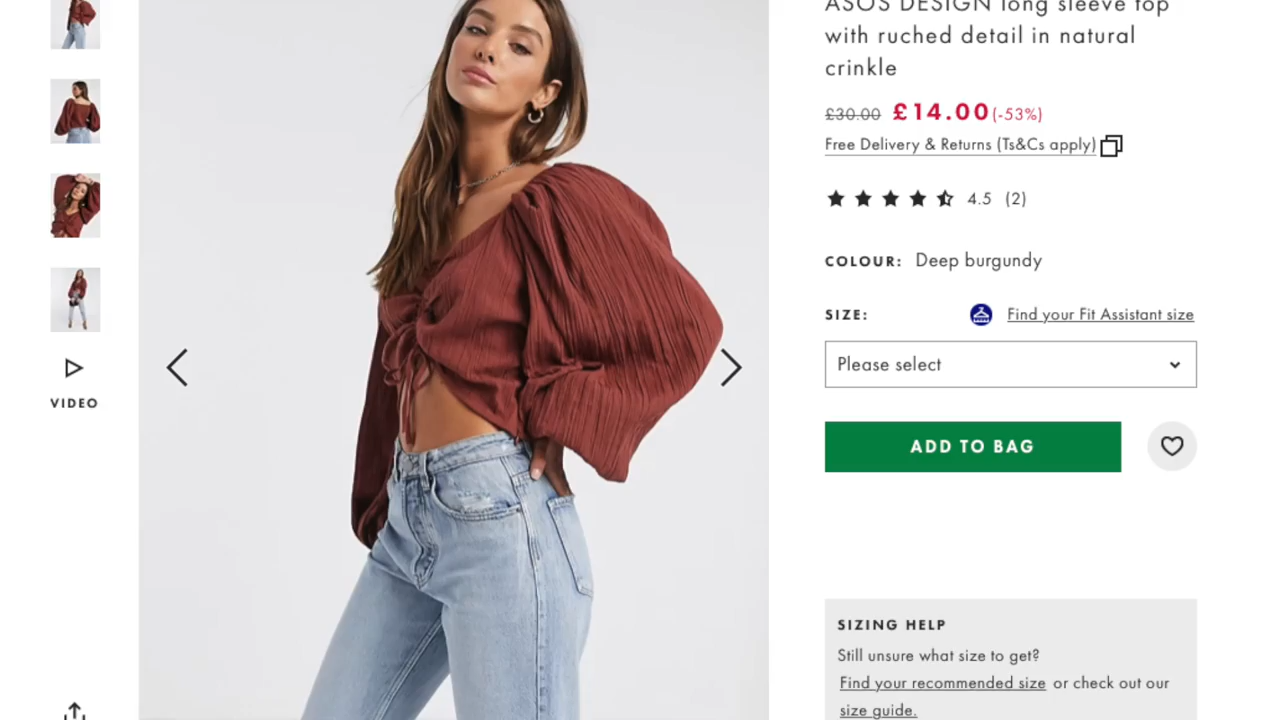 ASOS DESIGN long sleeve top
with ruched detail in natural
crinkle
£30.00 £14.00(-53%)
Free Delivery & Returns (Ts&Cs apply)
4.5 (2)
COLOUR: Deep burgundy
SIZE: Find your Fit Assistant size
Please select
VIDEO
ADD TO BAG
SIZING HELP
Still unsure what size to get?
Find your recommended size or check out our
size guide.